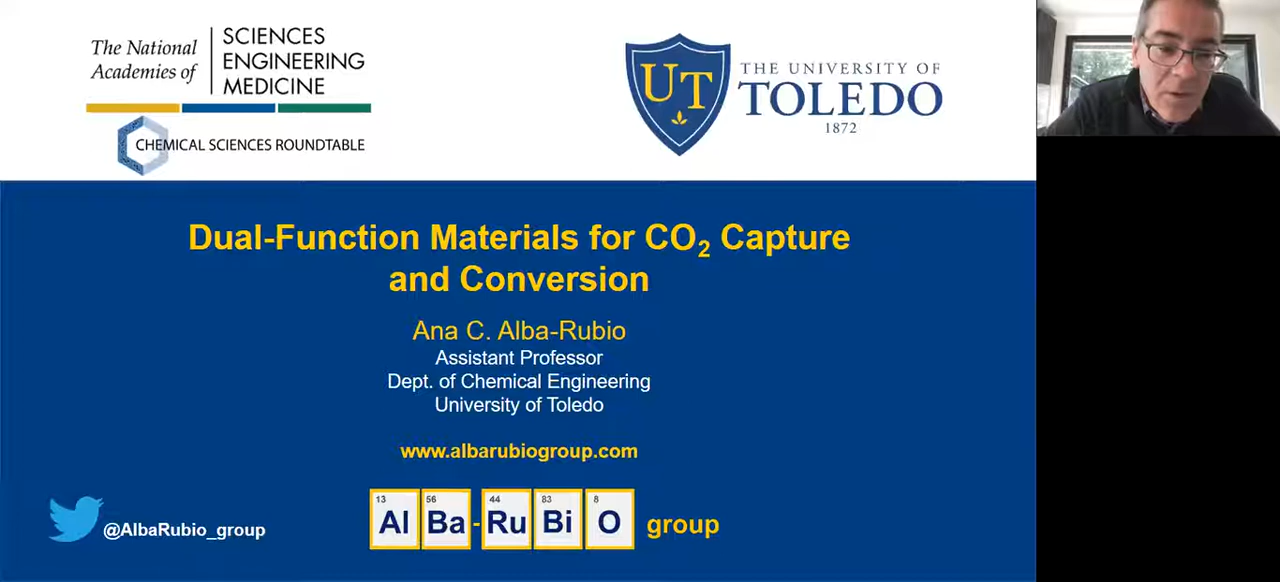 The National
Academies of
SCIENCES
ENGINEERING
MEDICINE
CHEMICAL SCIENCES ROUNDTABLE
UT
THE UNIVERSITY OF
TOLEDO
1872
Dual-Function Materials for CO₂ Capture
and Conversion
Ana C. Alba-Rubio
Assistant Professor
Dept. of Chemical Engineering
University of Toledo
www.albarubiogroup.com
@AlbaRubio_group
13 56 44 83 8
Al Ba-Ru Bi O group